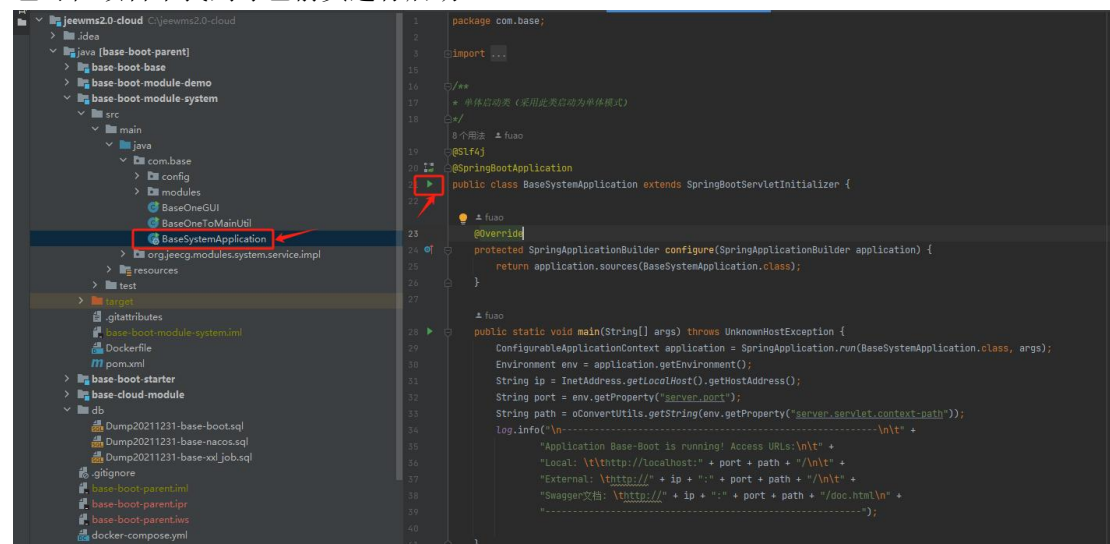 jeewms2.0-cloud C:\jeewms2.0-cloud
.idea
java [base-boot-parent]
base-boot-base
base-boot-module-demo
base-boot-module-system
src
main
java
com.base
config
modules
BaseOneGUI
BaseOneToMainUtil
BaseSystemApplication
org.jeecg.modules.system.service.impl
resources
test
target
.gitattributes
base-boot-module-system.iml
Dockerfile
pom.xml
base-boot-starter
base-cloud-module
db
Dump20211231-base-boot.sql
Dump20211231-base-nacos.sql
Dump20211231-base-xxl_job.sql
.gitignore
base-boot-parent.iml
base-boot-parent.ipr
base-boot-parent.iws
docker-compose.yml
1 package com.base;
2
3 import ...
15
16 /**
17 * 单体启动类（采用此类启动为单体模式）
18 */
8个用法 fuao
19 @Slf4j
20 @SpringBootApplication
21 public class BaseSystemApplication extends SpringBootServletInitializer {
22
fuao
23 @Override
24 protected SpringApplicationBuilder configure(SpringApplicationBuilder application) {
25 return application.sources(BaseSystemApplication.class);
26 }
27
fuao
28 public static void main(String[] args) throws UnknownHostException {
29 ConfigurableApplicationContext application = SpringApplication.run(BaseSystemApplication.class, args);
30 Environment env = application.getEnvironment();
31 String ip = InetAddress.getLocalHost().getHostAddress();
32 String port = env.getProperty("server.port");
33 String path = oConvertUtils.getString(env.getProperty("server.servlet.context-path"));
34 log.info("\n----------------------------------------------------------\n\t" +
35 "Application Base-Boot is running! Access URLs:\n\t" +
36 "Local: \t\thttp://localhost:" + port + path + "/\n\t" +
37 "External: \thttp://" + ip + ":" + port + path + "/\n\t" +
38 "Swagger文档: \thttp://" + ip + ":" + port + path + "/doc.html\n" +
39 "----------------------------------------------------------");
40
}